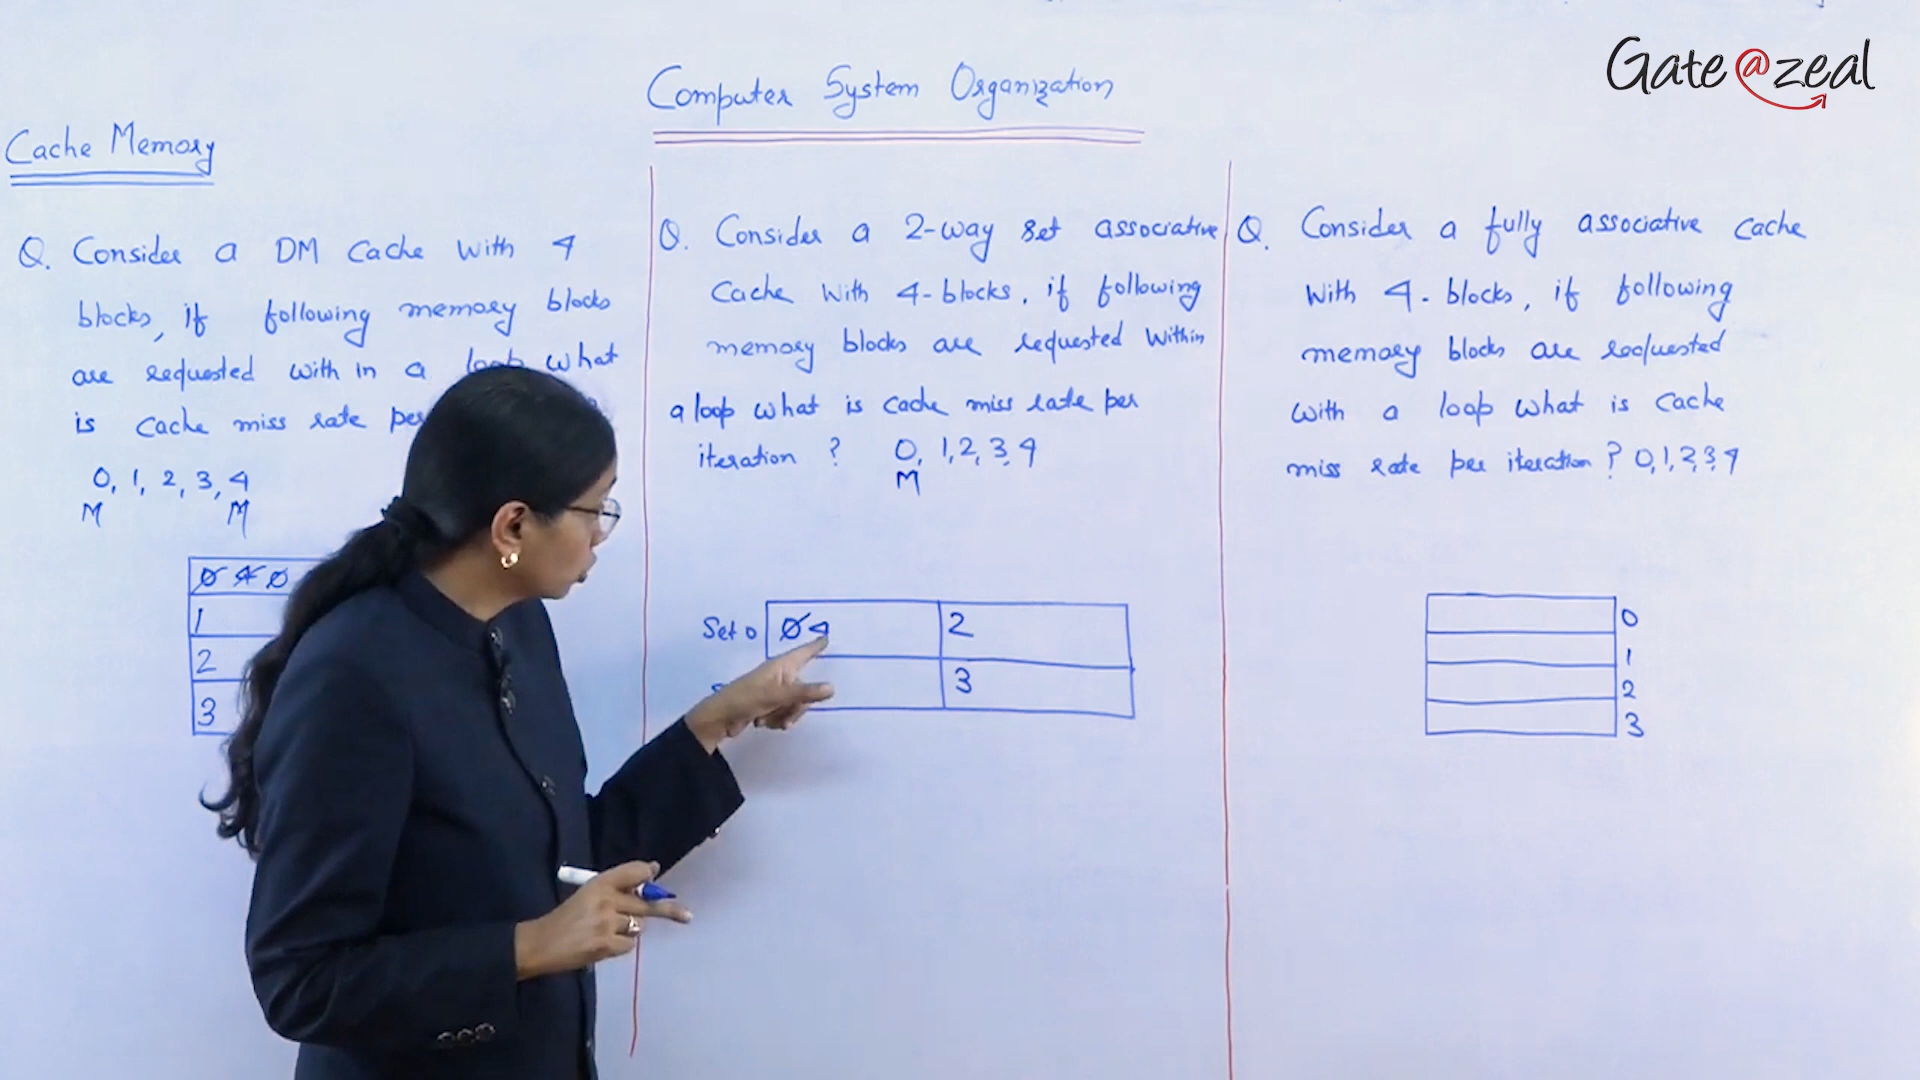 Gate@zeal
Computer System Organization
Cache Memory
Q. Consider a DM Cache with 4
blocks, if following memory blocks
are requested with in a loop what
is cache miss rate per
0, 1, 2, 3, 4
M M
0 4 0
1
2
3
Q. Consider a 2-way set associative
Cache with 4-blocks, if following
memory blocks are requested within
a loop what is cache miss rate per
iteration ? 0, 1, 2, 3, 4
M
Set 0 0 4 2
3
Q. Consider a fully associative cache
with 4-blocks, if following
memory blocks are requested
with a loop what is cache
miss rate per iteration ? 0, 1, 2, 3, 4
0
1
2
3